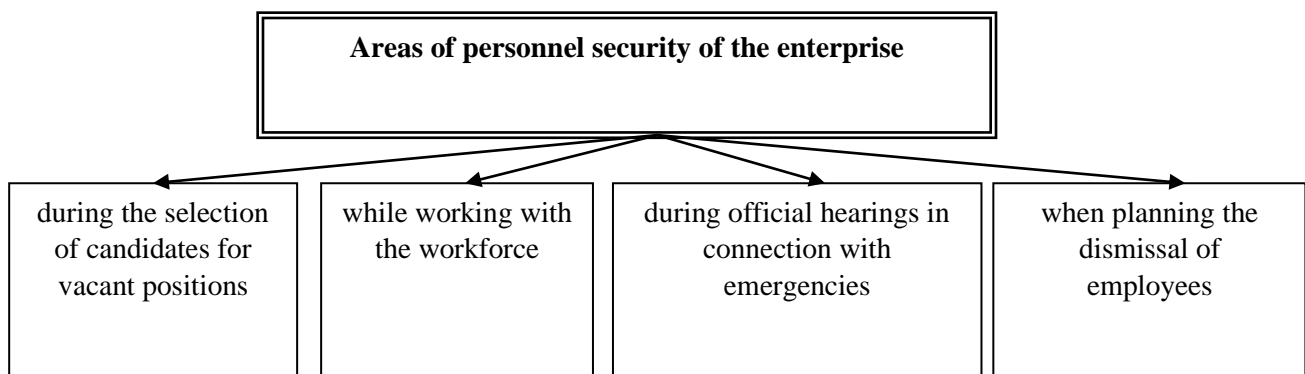 Areas of personnel security of the enterprise
during the selection
of candidates for
vacant positions
while working with
the workforce
during official hearings in
connection with
emergencies
when planning the
dismissal of
employees